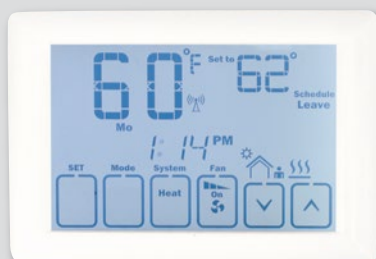 60°F Set to 62°
Schedule
Leave
Mo
1:14 PM
SET Mode System Fan
Heat On